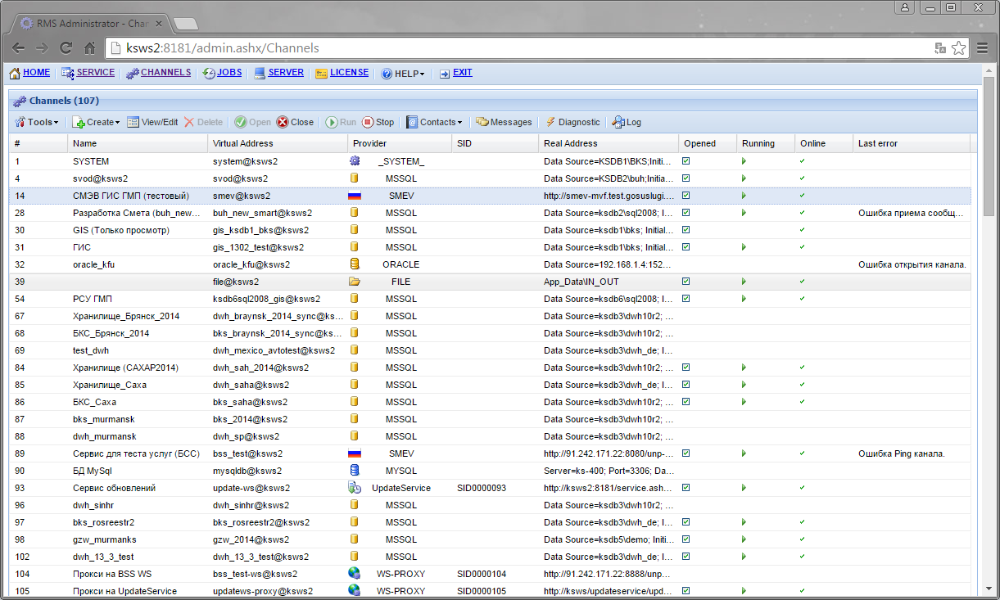 RMS Administrator - Chan
ksws2:8181/admin.ashx/Channels
HOME SERVICE CHANNELS JOBS SERVER LICENSE HELP EXIT
Channels (107)
Tools Create View/Edit Delete Open Close Run Stop Contacts Messages Diagnostic Log
# Name Virtual Address Provider SID Real Address Opened Running Online Last error
1 SYSTEM system@ksws2 _SYSTEM_ Data Source=KSDB1\BKS;Initi...
4 svod@ksws2 svod@ksws2 MSSQL Data Source=KSDB2\buh;Initia...
14 СМЭВ ГИС ГМП (тестовый) smev@ksws2 SMEV http://smev-mvf.test.gosuslugi....
28 Разработка Смета (buh_new... buh_new_smart@ksws2 MSSQL Data Source=ksdb2\sql2008; I... Ошибка приема сообщ...
30 GIS (Только просмотр) gis_ksdb1_bks@ksws2 MSSQL Data Source=ksdb1\bks; Initial...
31 ГИС gis_1302_test@ksws2 MSSQL Data Source=ksdb1\bks; Initial...
32 oracle_kfu oracle_kfu@ksws2 ORACLE Data Source=192.168.1.4:152... Ошибка открытия канала.
39 file@ksws2 FILE App_Data\IN_OUT
54 РСУ ГМП ksdb6sql2008_gis@ksws2 MSSQL Data Source=ksdb6\sql2008; I...
67 Хранилище_Брянск_2014 dwh_braynsk_2014_sync@ks... MSSQL Data Source=ksdb3\dwh10r2; ...
68 БКС_Брянск_2014 bks_braynsk_2014_sync@ks... MSSQL Data Source=ksdb3\dwh10r2; ...
69 test_dwh dwh_mexico_avtotest@ksws2 MSSQL Data Source=ksdb3\dwh_de; I...
84 Хранилище (САХАР2014) dwh_sah_2014@ksws2 MSSQL Data Source=ksdb3\dwh10r2; ...
85 Хранилище_Саха dwh_saha@ksws2 MSSQL Data Source=ksdb3\dwh_de; I...
86 БКС_Саха bks_saha@ksws2 MSSQL Data Source=ksdb3\dwh10r2; ...
87 bks_murmansk bks_2014@ksws2 MSSQL Data Source=ksdb3\dwh10r2; ...
88 dwh_murmansk dwh_sp@ksws2 MSSQL Data Source=ksdb3\dwh10r2; ...
89 Сервис для теста услуг (БСС) bss_test@ksws2 SMEV http://91.242.171.22:8080/unp-... Ошибка Ping канала.
90 БД MySql mysqldb@ksws2 MYSQL Server=ks-400; Port=3306; Da...
93 Сервис обновлений update-ws@ksws2 UpdateService SID0000093 http://ksws2:8181/service.ash...
96 dwh_sinhr dwh_sinhr@ksws2 MSSQL Data Source=ksdb3\dwh10r2; ...
97 bks_rosreestr2 bks_rosreestr2@ksws2 MSSQL Data Source=ksdb3\dwh_de; I...
98 gzw_murmanks gzw_2014@ksws2 MSSQL Data Source=ksdb5\demo; Initi...
102 dwh_13_3_test dwh_13_3_test@ksws2 MSSQL Data Source=ksdb3\dwh_de; I...
104 Прокси на BSS WS bss_test-ws@ksws2 WS-PROXY SID0000104 http://91.242.171.22:8888/unp...
105 Прокси на UpdateService updatews-proxy@ksws2 WS-PROXY SID0000105 http://ksws/updateservice/upd...